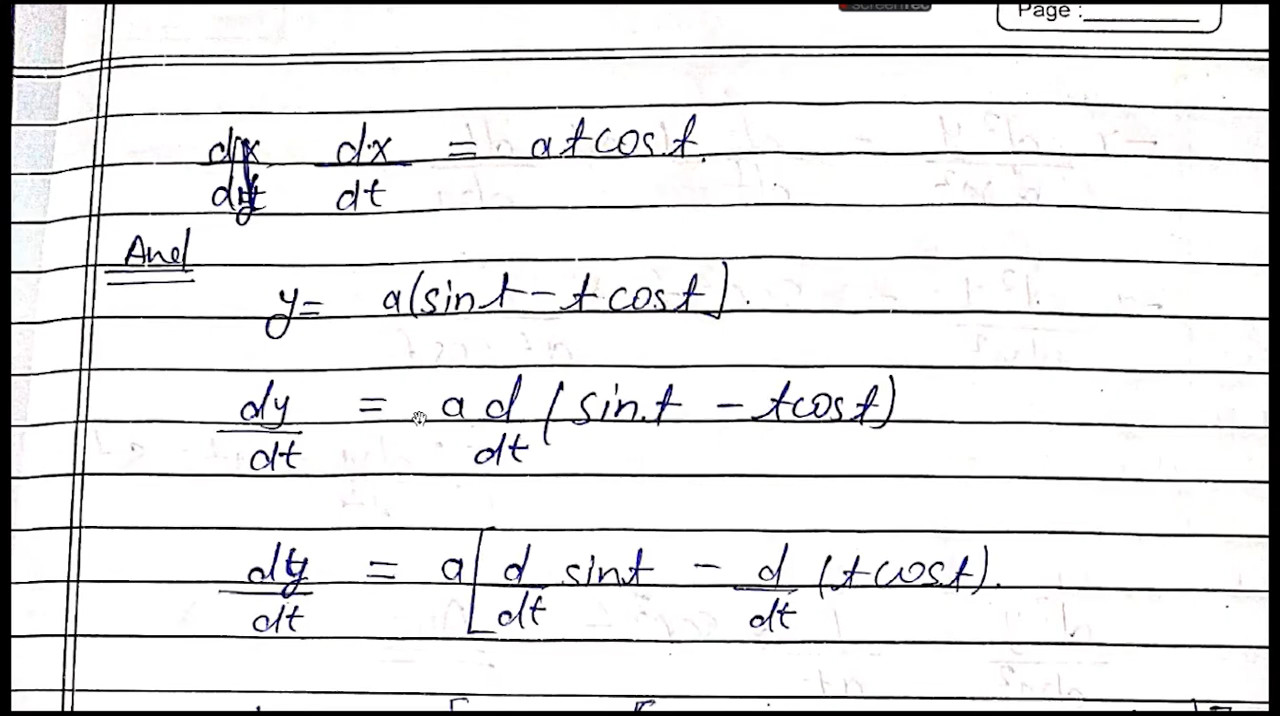 Page :
dx/dt = at cos t.
And
y = a(sin t - t cos t).
dy/dt = a d/dt (sin t - t cos t)
dy/dt = a[d/dt sin t - d/dt (t cos t).